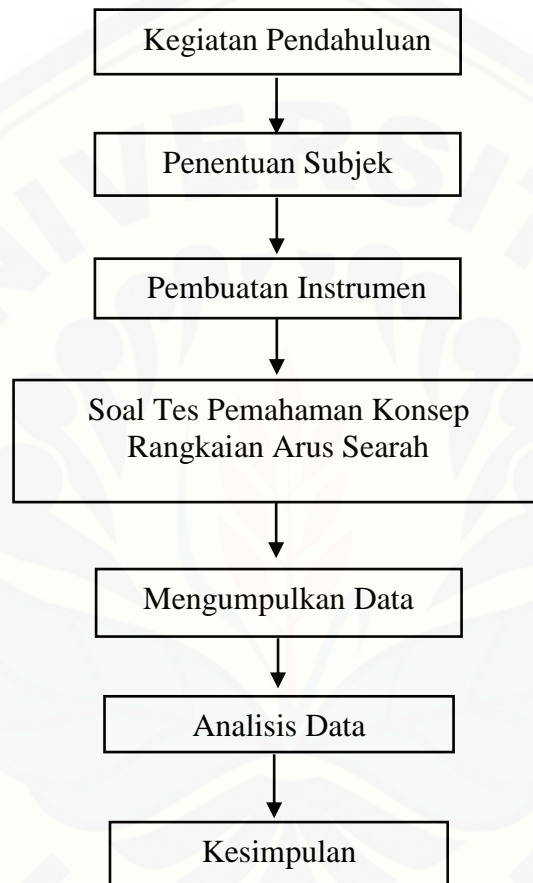 Kegiatan Pendahuluan
Penentuan Subjek
Pembuatan Instrumen
Soal Tes Pemahaman Konsep
Rangkaian Arus Searah
Mengumpulkan Data
Analisis Data
Kesimpulan